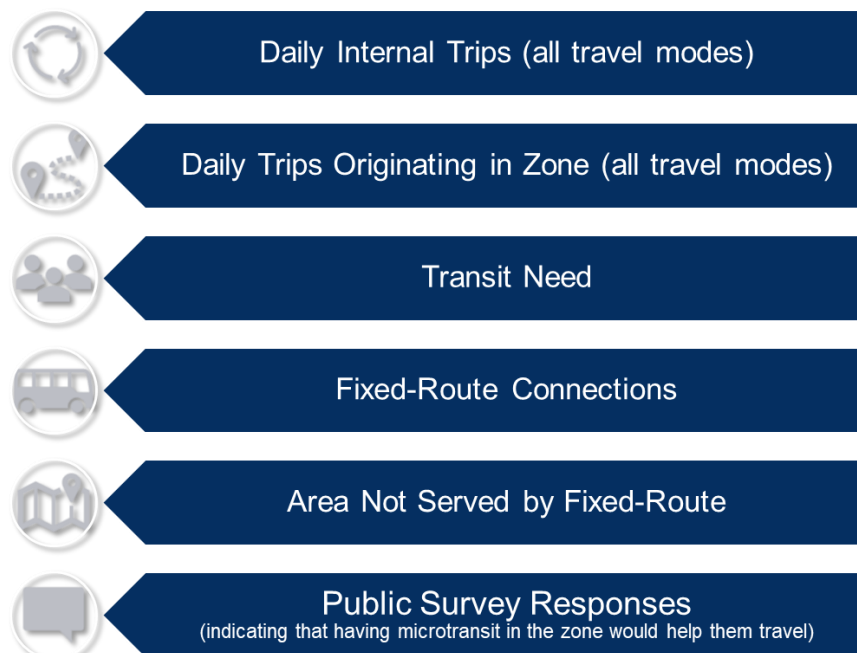 Daily Internal Trips (all travel modes)
Daily Trips Originating in Zone (all travel modes)
Transit Need
Fixed-Route Connections
Area Not Served by Fixed-Route
Public Survey Responses
(indicating that having microtransit in the zone would help them travel)